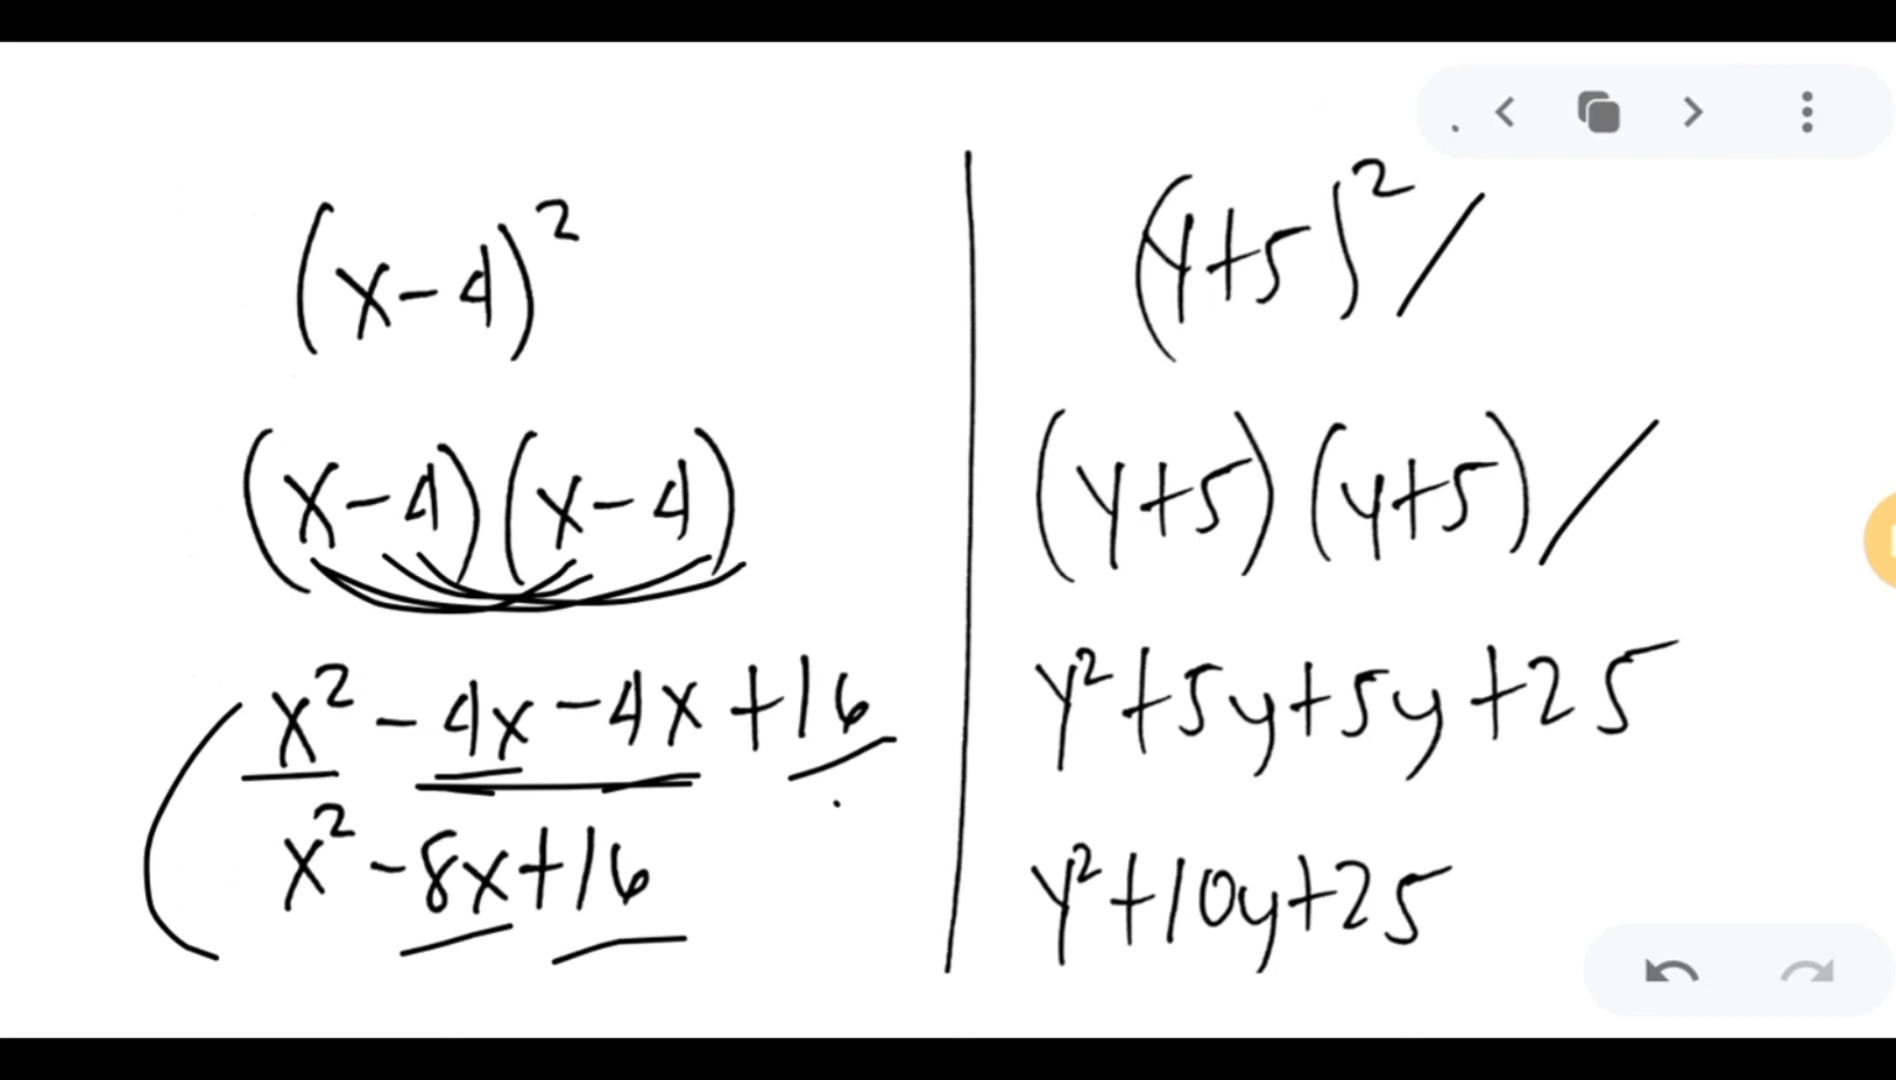 (x-4)²
(x-4)(x-4)
x²-4x-4x+16
x²-8x+16
(y+5)²
(y+5)(y+5)
y²+5y+5y+25
y²+10y+25